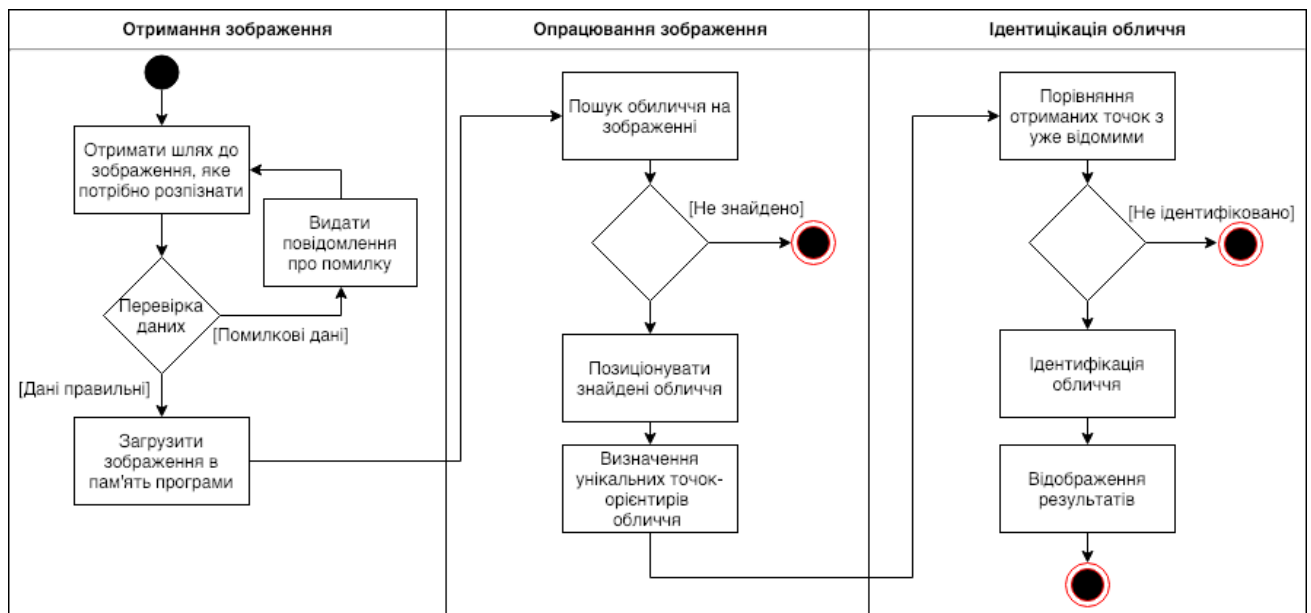 Отримання зображення
Отримати шлях до
зображення, яке
потрібно розпізнати
Видати
повідомлення
про помилку
Перевірка
даних
[Помилкові дані]
[Дані правильні]
Загрузити
зображення в
пам'ять програми
Опрацювання зображення
Пошук обиличчя на
зображенні
[Не знайдено]
Позиціонувати
знайдені обличчя
Визначення
унікальних точок-
орієнтирів
обличчя
Ідентицікація обличчя
Порівняння
отриманих точок з
уже відомими
[Не ідентифіковано]
Ідентифікація
обличчя
Відображення
результатів